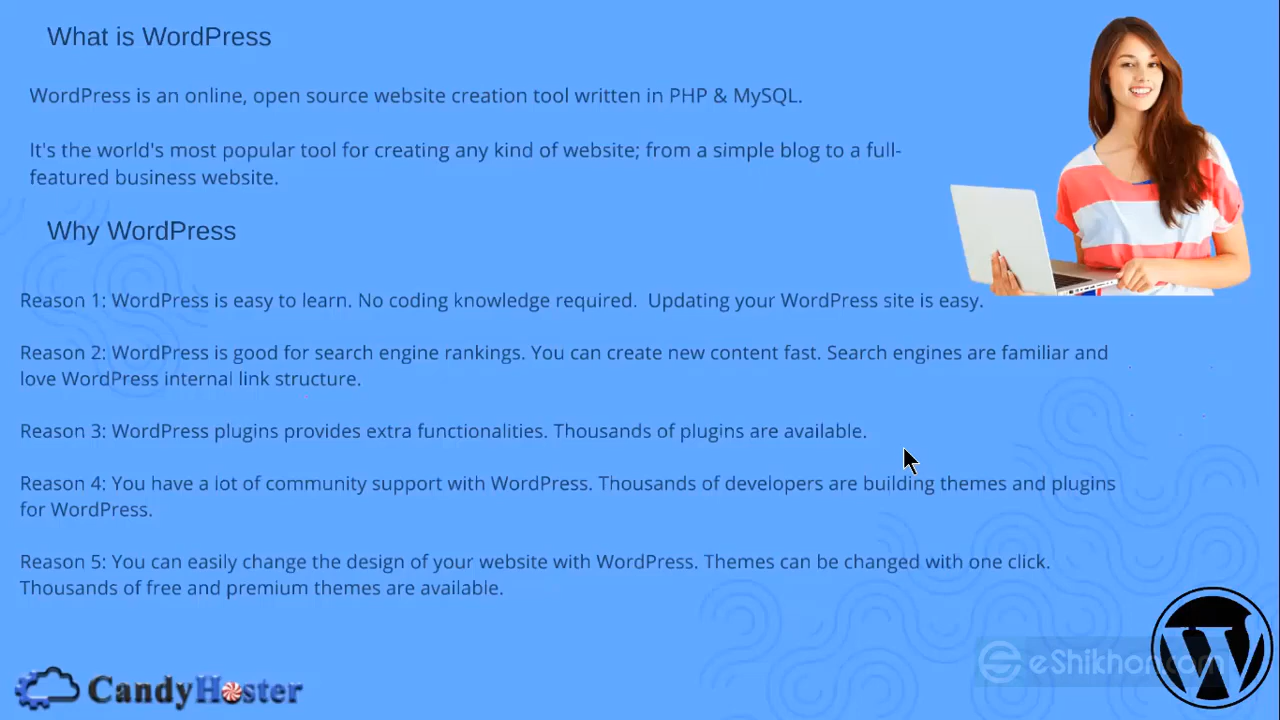 What is WordPress
WordPress is an online, open source website creation tool written in PHP & MySQL.
It's the world's most popular tool for creating any kind of website; from a simple blog to a full-
featured business website.
Why WordPress
Reason 1: WordPress is easy to learn. No coding knowledge required.  Updating your WordPress site is easy.
Reason 2: WordPress is good for search engine rankings. You can create new content fast. Search engines are familiar and
love WordPress internal link structure.
Reason 3: WordPress plugins provides extra functionalities. Thousands of plugins are available.
Reason 4: You have a lot of community support with WordPress. Thousands of developers are building themes and plugins
for WordPress.
Reason 5: You can easily change the design of your website with WordPress. Themes can be changed with one click.
Thousands of free and premium themes are available.
eShikhon.com
W
CandyHoster